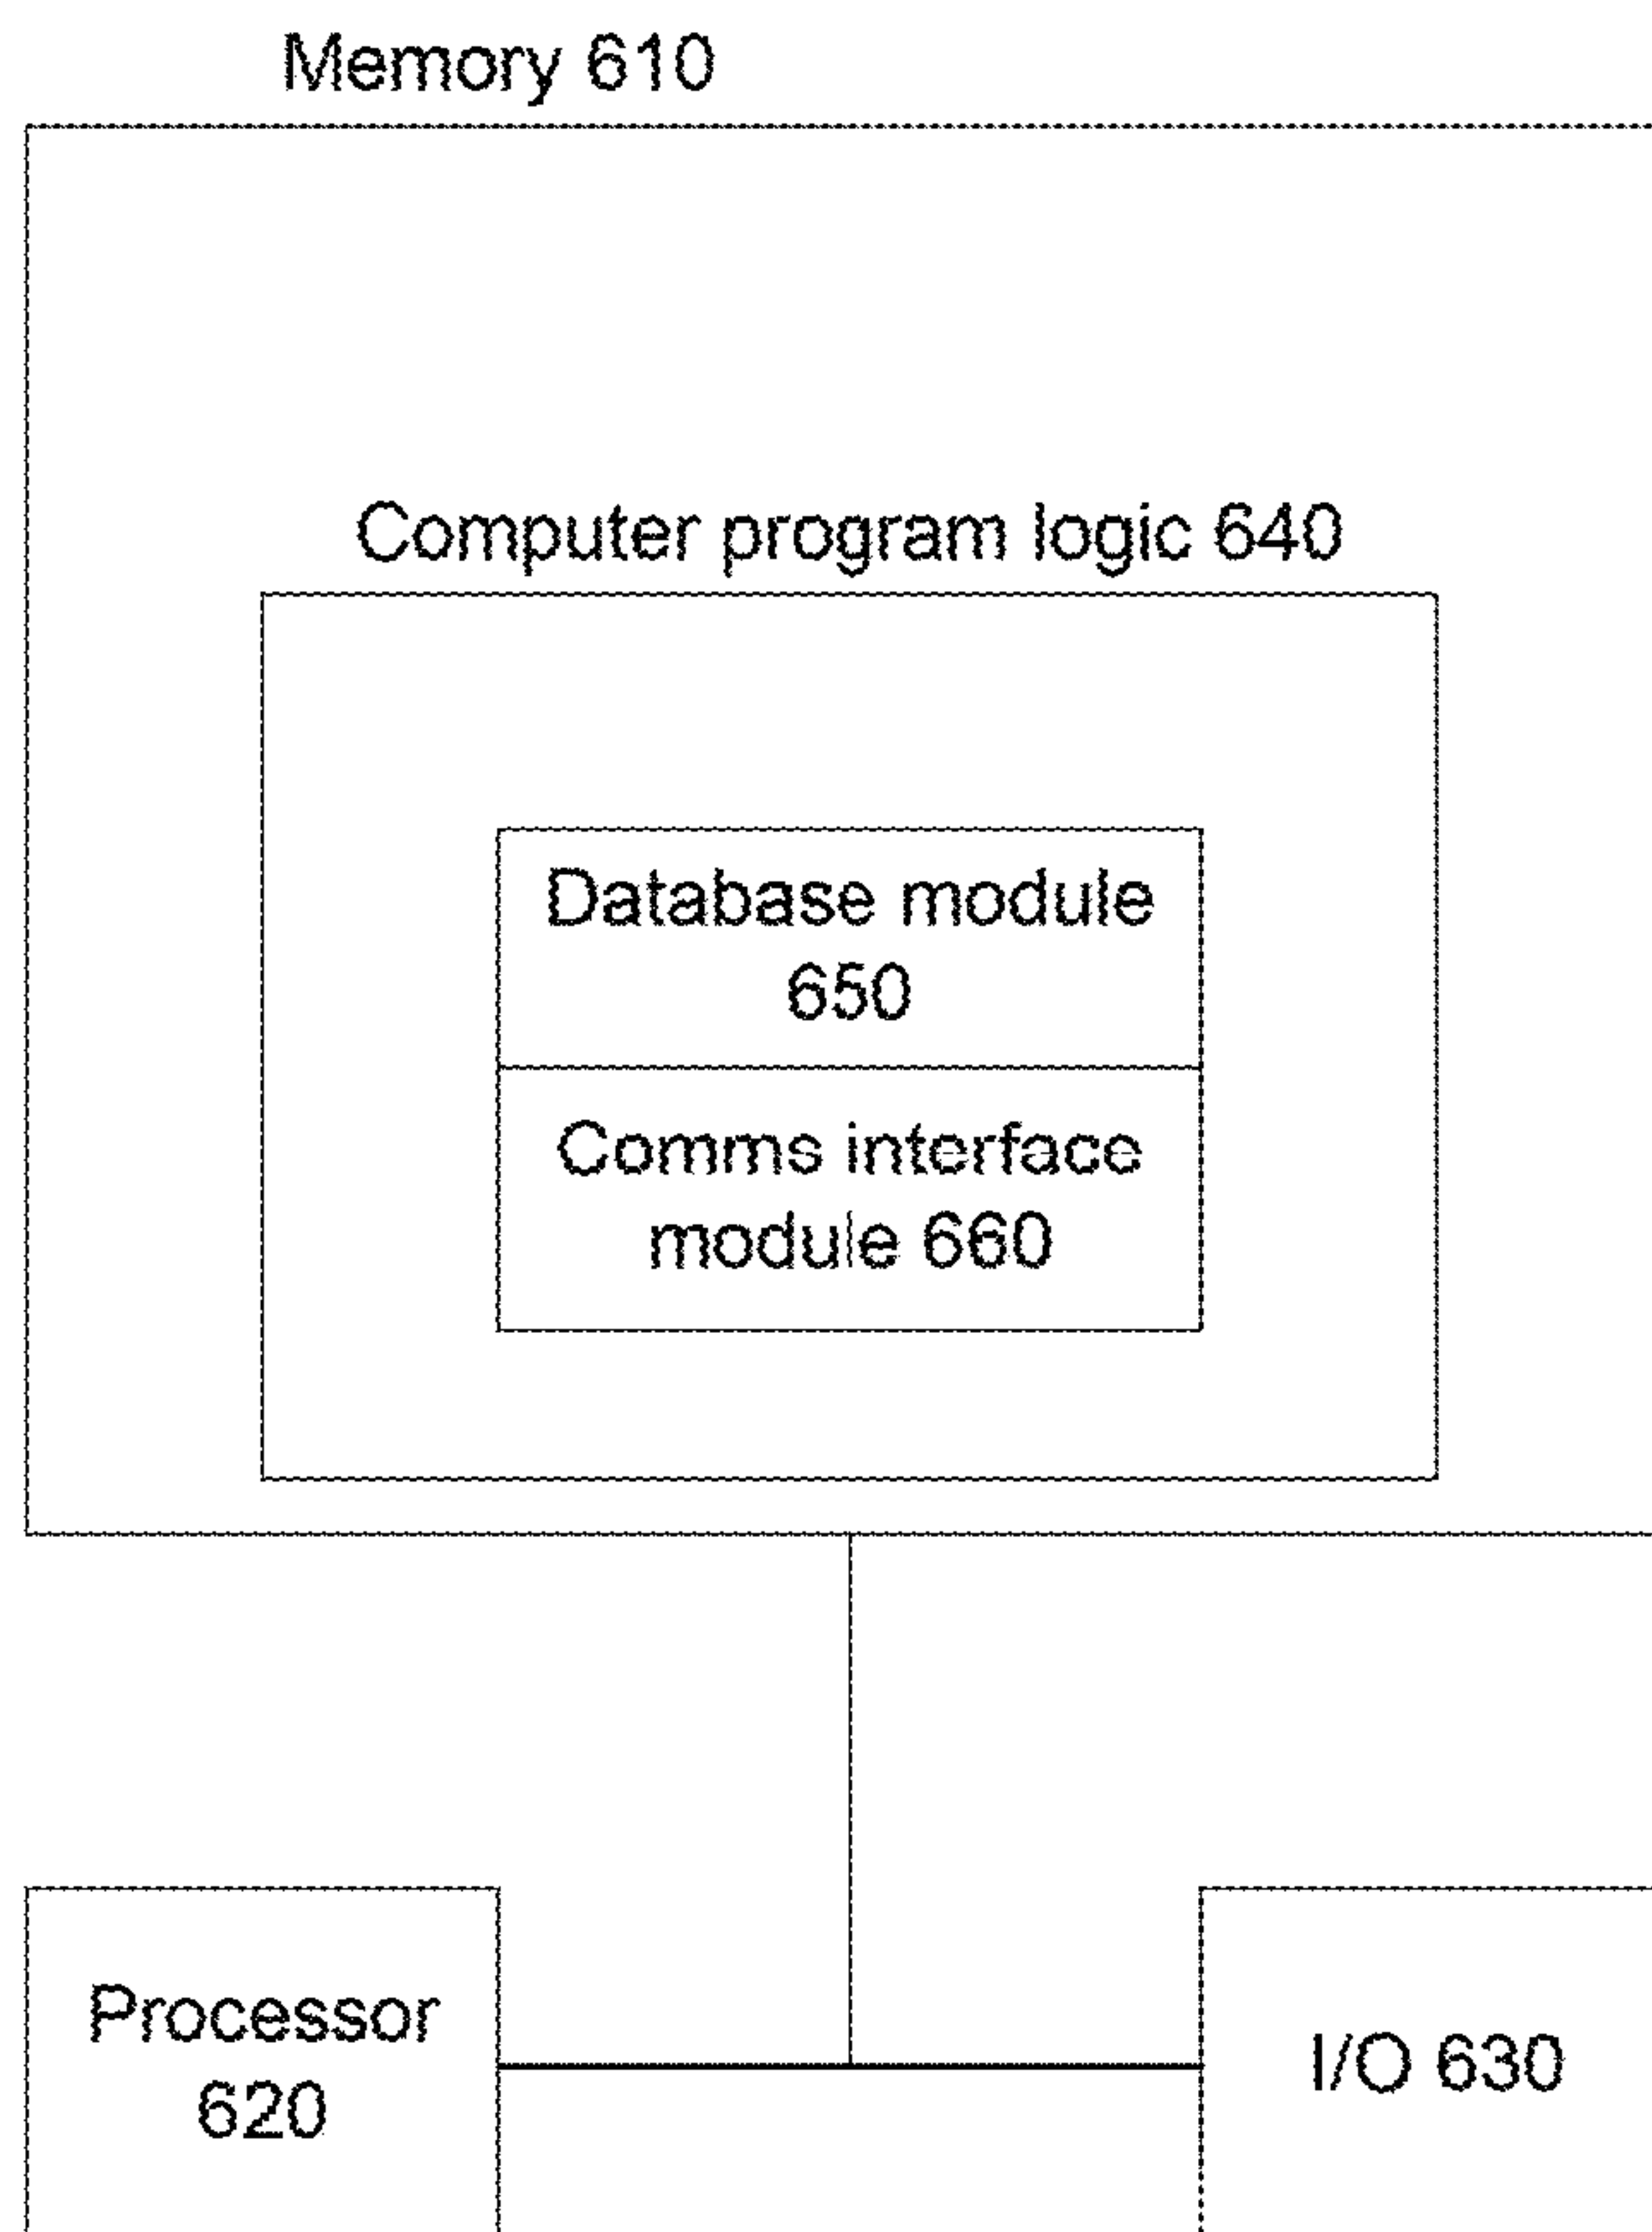 Memory 610
Computer program logic 640
Database module
650
Comms interface
module 660
Processor
620
I/O 630